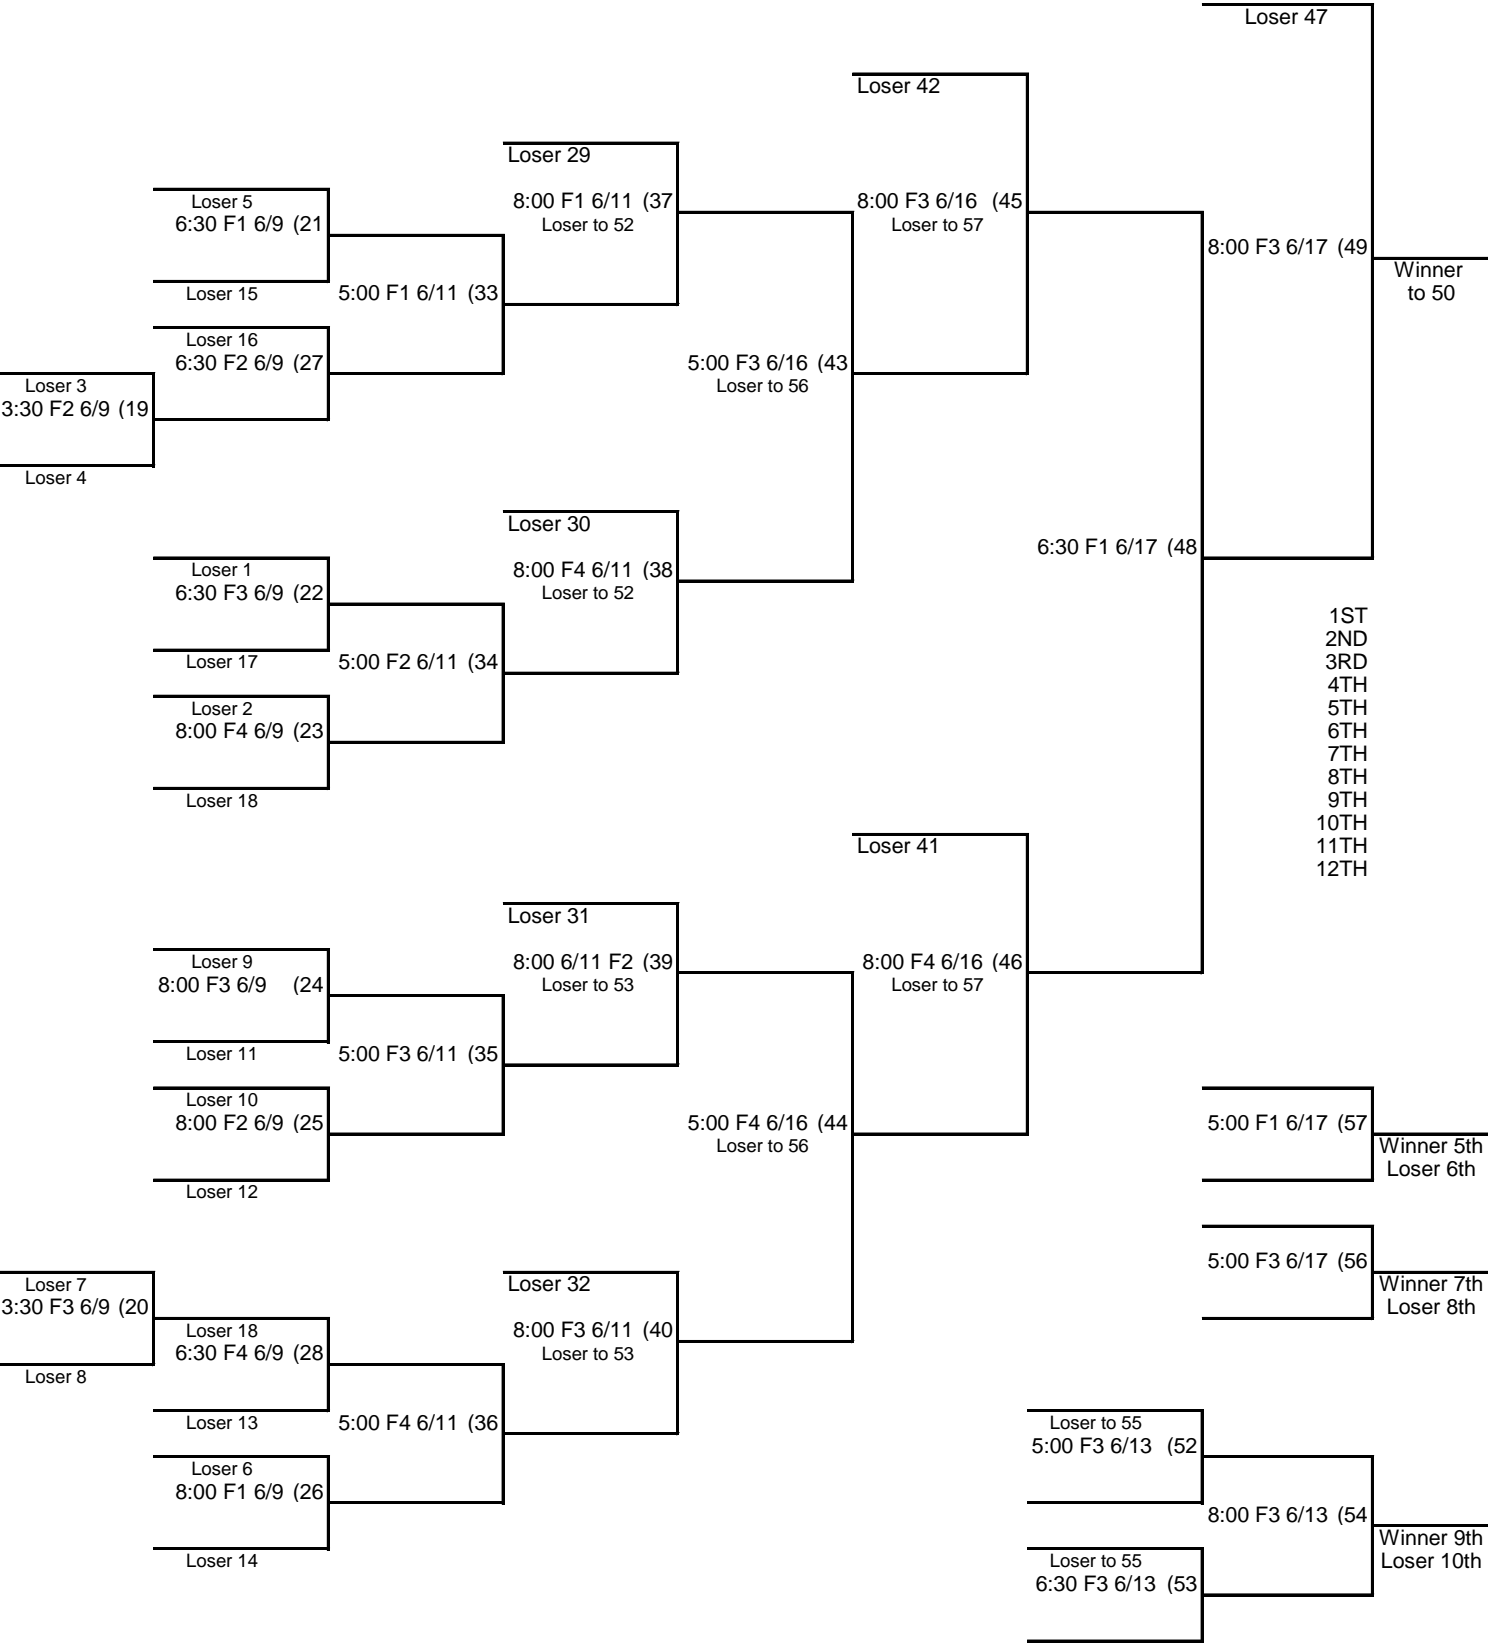 Loser 47
Loser 42
Loser 29
8:00 F1 6/11 (37
Loser to 52
8:00 F3 6/16 (45
Loser to 57
Loser 5
6:30 F1 6/9 (21
8:00 F3 6/17 (49
Winner
to 50
Loser 15
5:00 F1 6/11 (33
Loser 16
6:30 F2 6/9 (27
5:00 F3 6/16 (43
Loser to 56
Loser 3
3:30 F2 6/9 (19
Loser 4
Loser 30
8:00 F4 6/11 (38
Loser to 52
6:30 F1 6/17 (48
Loser 1
6:30 F3 6/9 (22
Loser 17
5:00 F2 6/11 (34
Loser 2
8:00 F4 6/9 (23
Loser 18
1ST
2ND
3RD
4TH
5TH
6TH
7TH
8TH
9TH
10TH
11TH
12TH
Loser 41
Loser 31
8:00 6/11 F2 (39
Loser to 53
8:00 F4 6/16 (46
Loser to 57
Loser 9
8:00 F3 6/9 (24
Loser 11
5:00 F3 6/11 (35
Loser 10
8:00 F2 6/9 (25
5:00 F4 6/16 (44
Loser to 56
Loser 12
5:00 F1 6/17 (57
Winner 5th
Loser 6th
5:00 F3 6/17 (56
Winner 7th
Loser 8th
Loser 7
3:30 F3 6/9 (20
Loser 8
Loser 32
8:00 F3 6/11 (40
Loser to 53
Loser 18
6:30 F4 6/9 (28
Loser 13
5:00 F4 6/11 (36
Loser 6
8:00 F1 6/9 (26
Loser 14
Loser to 55
5:00 F3 6/13 (52
8:00 F3 6/13 (54
Winner 9th
Loser 10th
Loser to 55
6:30 F3 6/13 (53